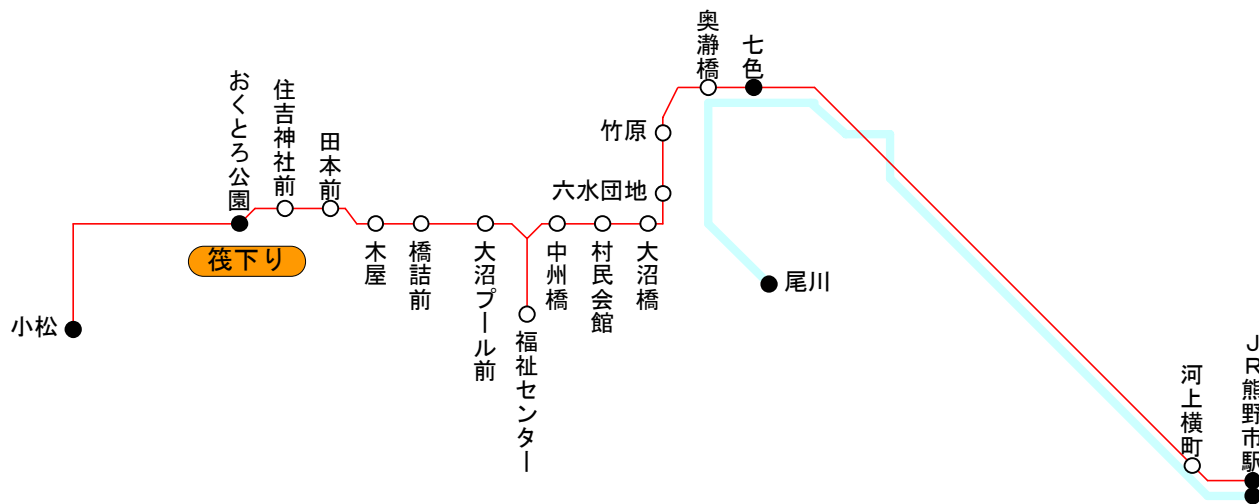 小松
おくとろ公園
筏下り
住吉神社前
田本前
木屋
橋詰前
大沼プール前
福祉センター
中州橋
村民会館
大沼橋
六水団地
竹原
奥瀞橋
七色
尾川
河上横町
JR熊野市駅